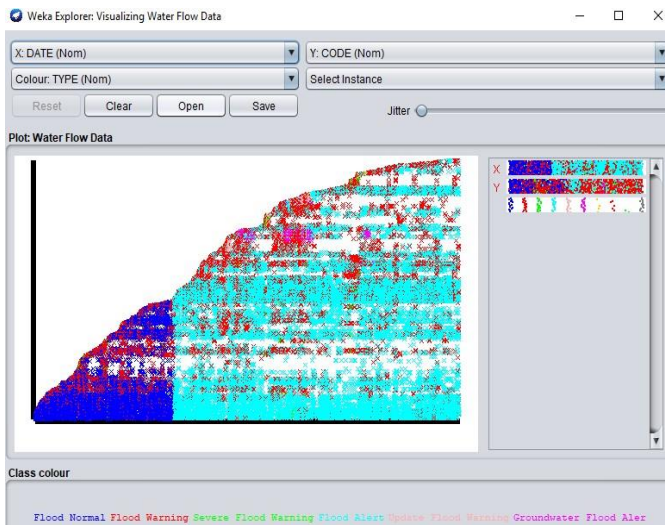 Weka Explorer: Visualizing Water Flow Data
X: DATE (Nom) Y: CODE (Nom)
Colour: TYPE (Nom) Select Instance
Reset Clear Open Save Jitter
Plot: Water Flow Data
X
Y
Class colour
Flood Normal Flood Warning Severe Flood Warning Flood Alert Update Flood Warning Groundwater Flood Aler